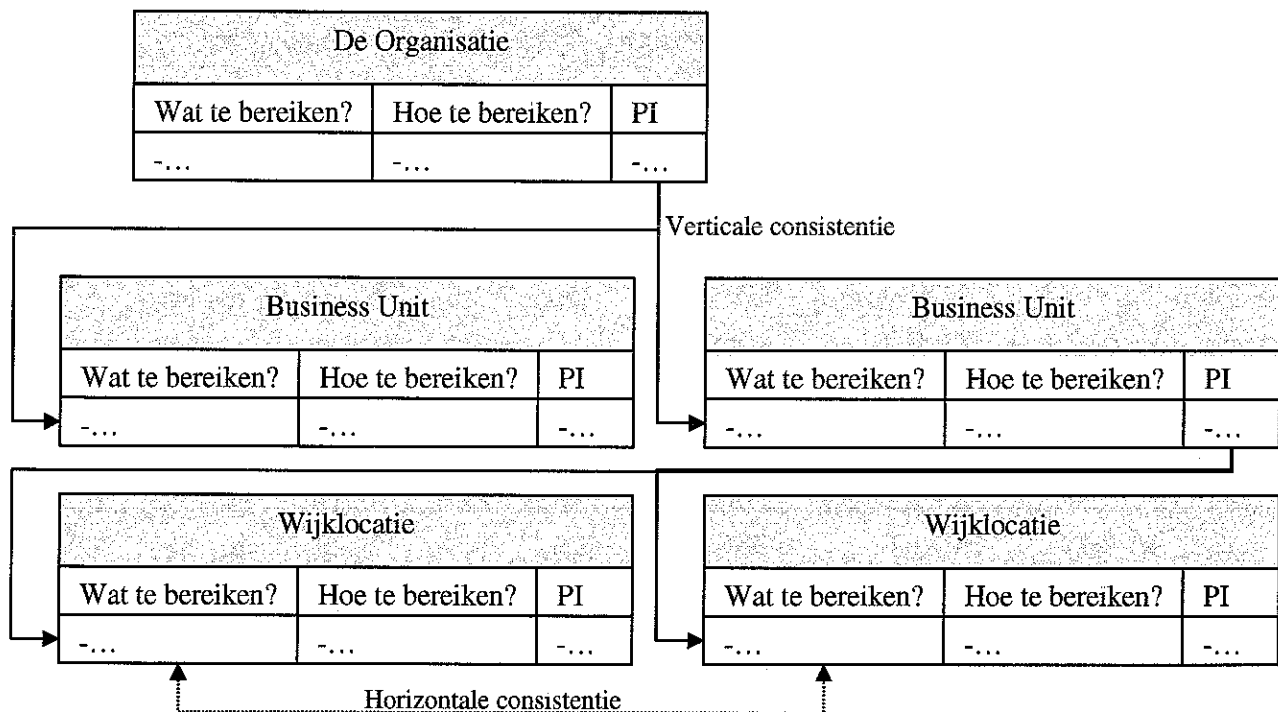 De Organisatie
Wat te bereiken? Hoe te bereiken? PI
-... -... -...
Verticale consistentie
Business Unit Business Unit
Wat te bereiken? Hoe te bereiken? PI Wat te bereiken? Hoe te bereiken? PI
-... -... -... -... -... -...
Wijklocatie Wijklocatie
Wat te bereiken? Hoe te bereiken? PI Wat te bereiken? Hoe te bereiken? PI
-... -... -... -... -... -...
Horizontale consistentie